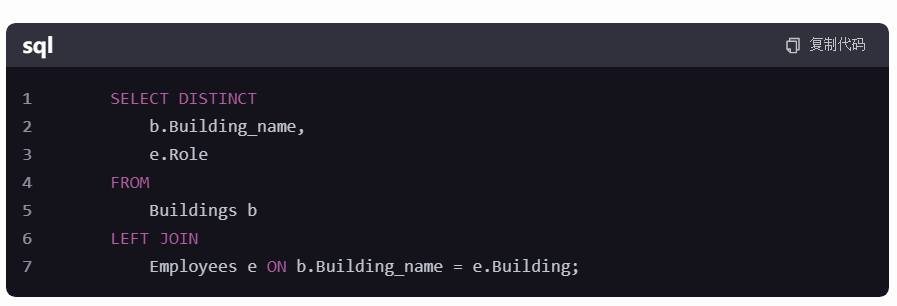 sql
复制代码
1 SELECT DISTINCT
2 b.Building_name,
3 e.Role
4 FROM
5 Buildings b
6 LEFT JOIN
7 Employees e ON b.Building_name = e.Building;